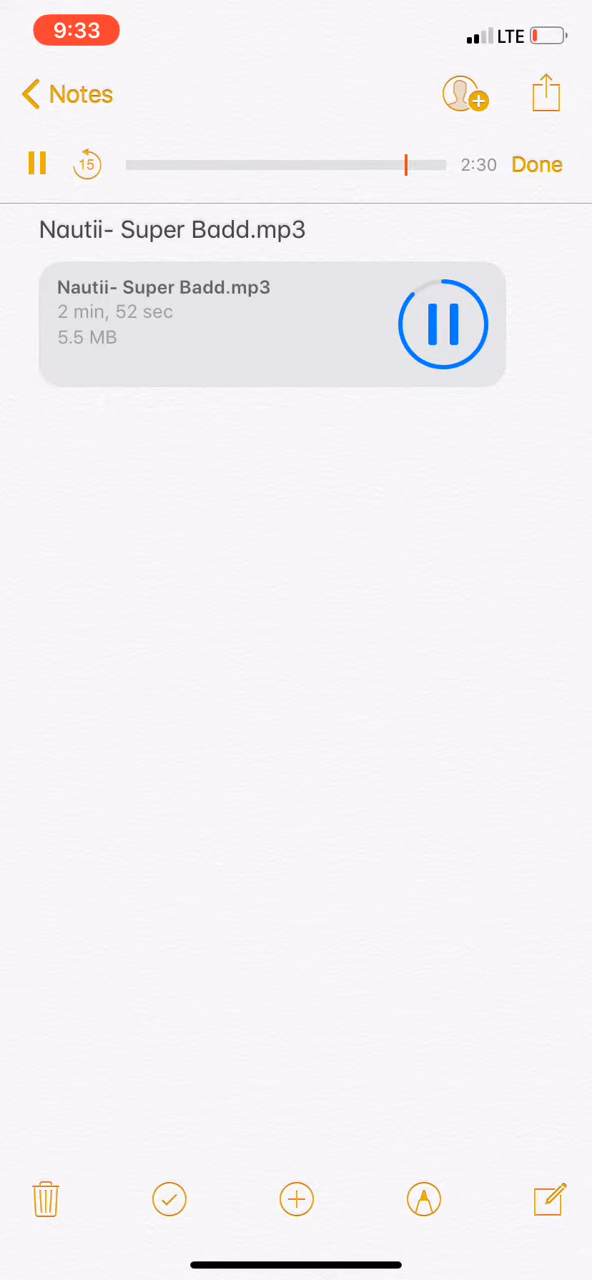 9:33
LTE
Notes
15
2:30
Done
Nautii- Super Badd.mp3
Nautii- Super Badd.mp3
2 min, 52 sec
5.5 MB